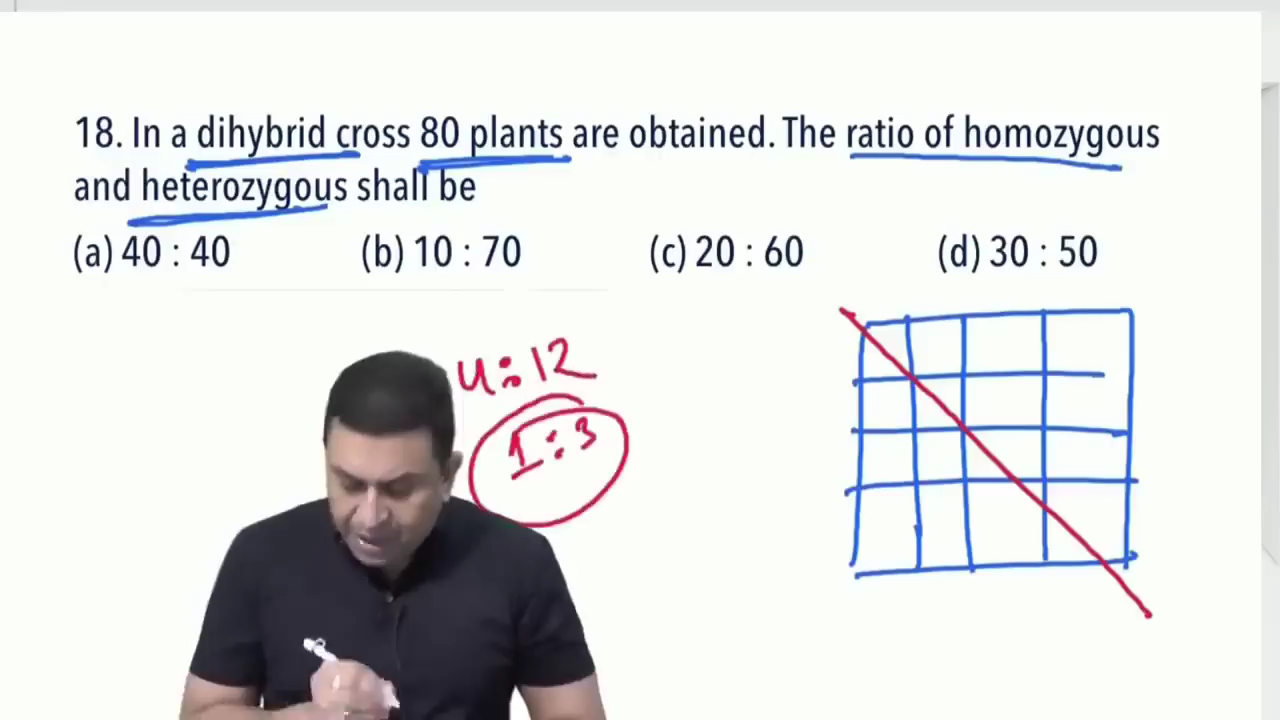 18. In a dihybrid cross 80 plants are obtained. The ratio of homozygous
and heterozygous shall be
(a) 40 : 40 (b) 10 : 70 (c) 20 : 60 (d) 30 : 50
4:12
1:3